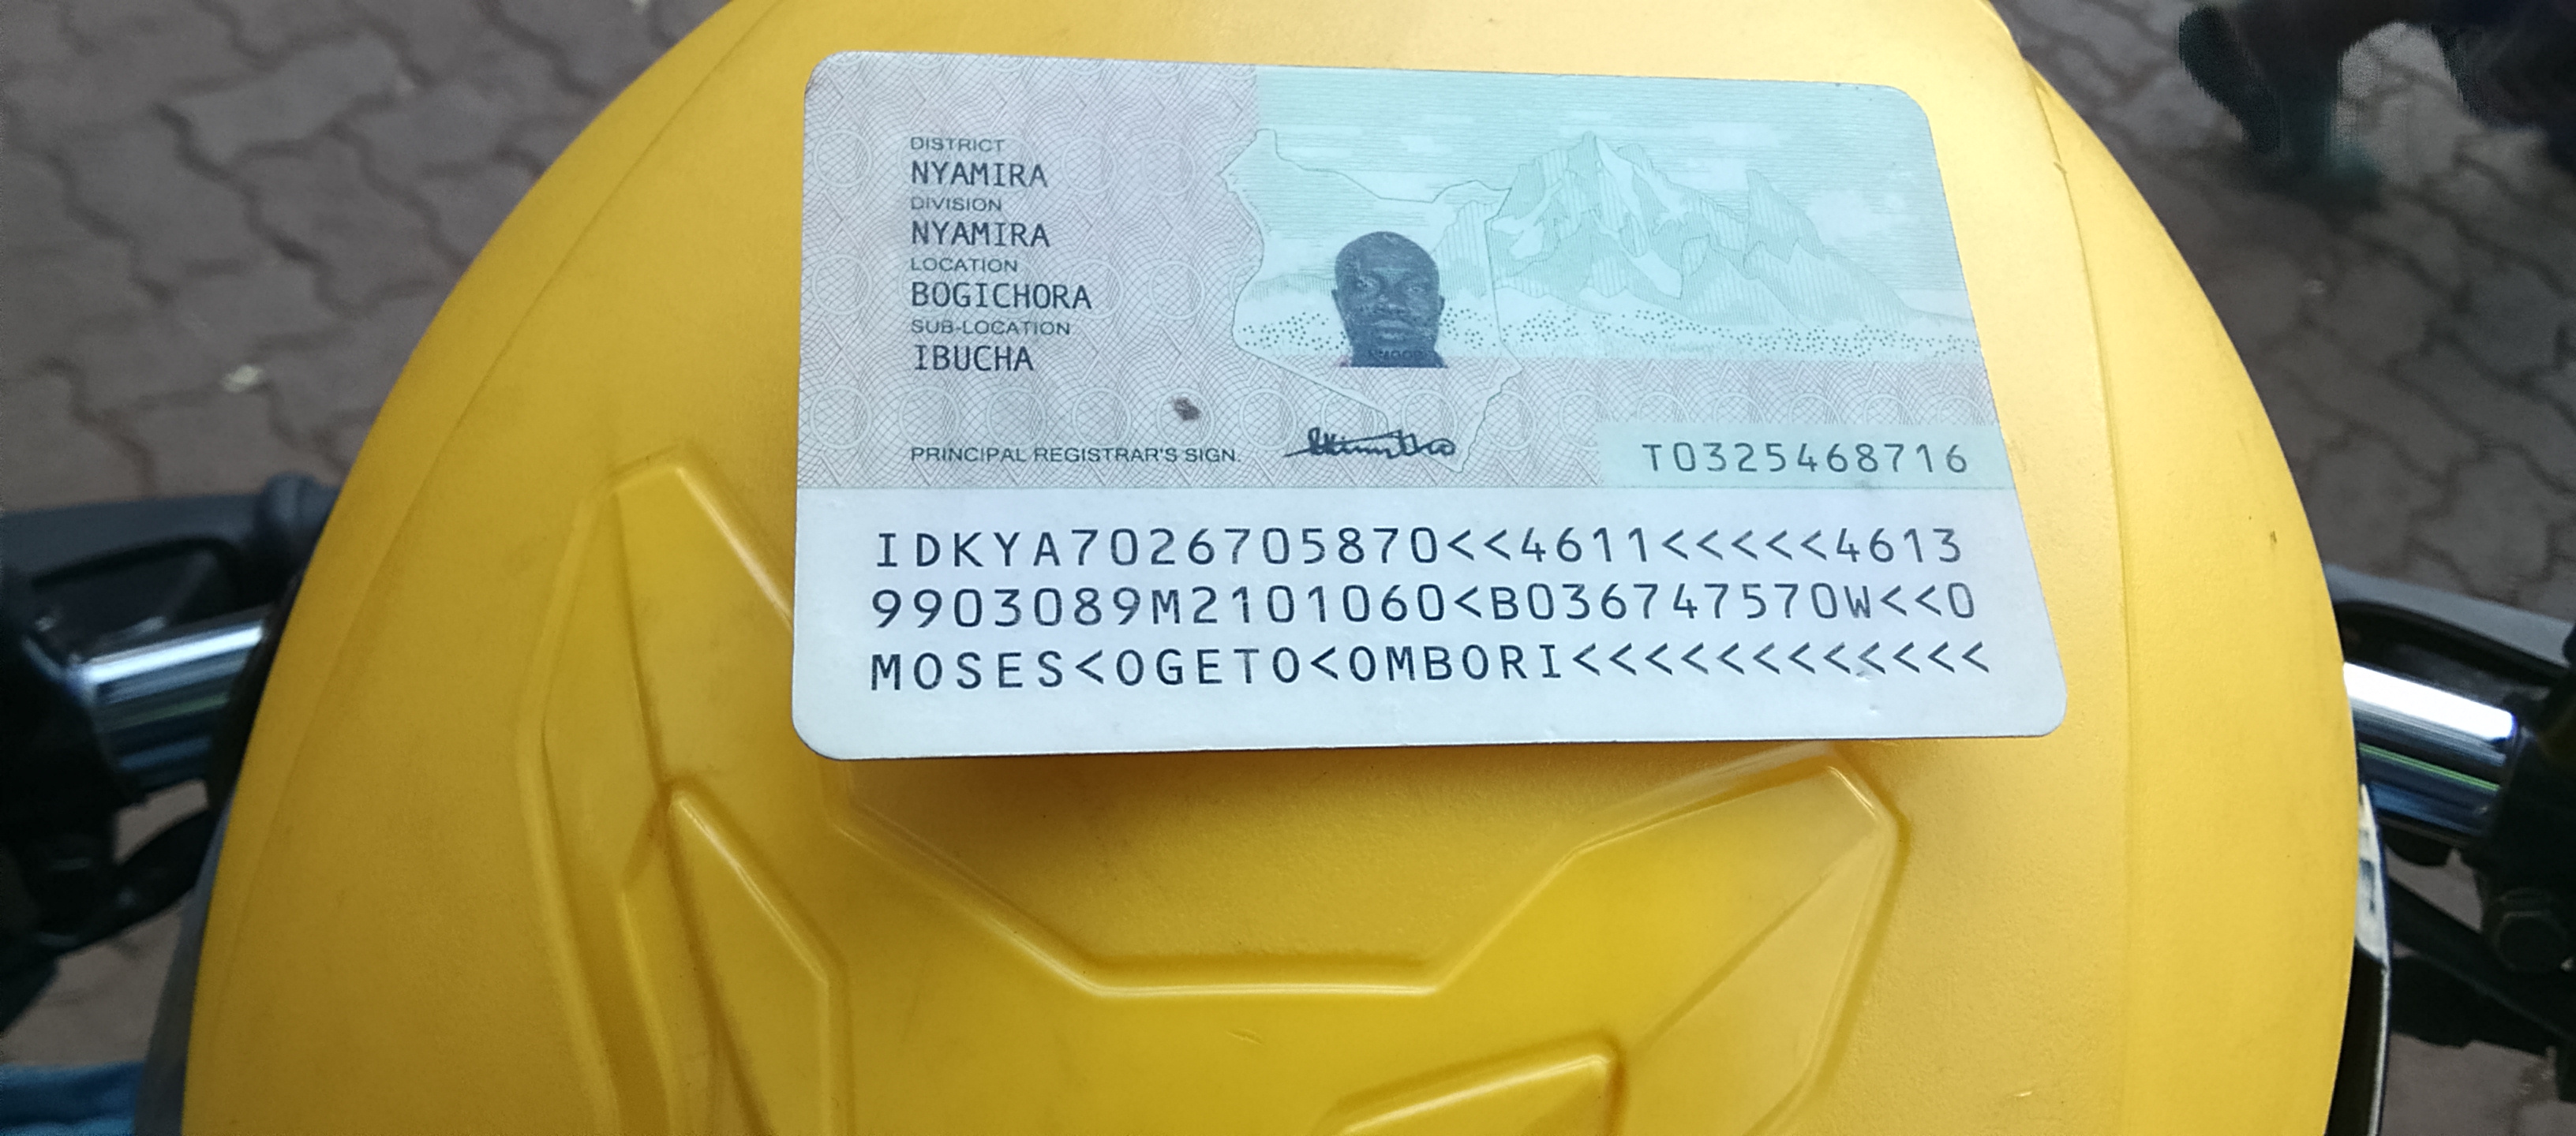 DISTRICT
NYAMIRA
DIVISION
NYAMIRA
LOCATION
BOGICHORA
SUB-LOCATION
IBUCHA
PRINCIPAL REGISTRAR'S SIGN.
T0325468716
IDKYA7026705870<<4611<<<<<4613
9903089M2101060<B036747570W<<0
MOSES<OGETO<OMBORI<<<<<<<<<<<<